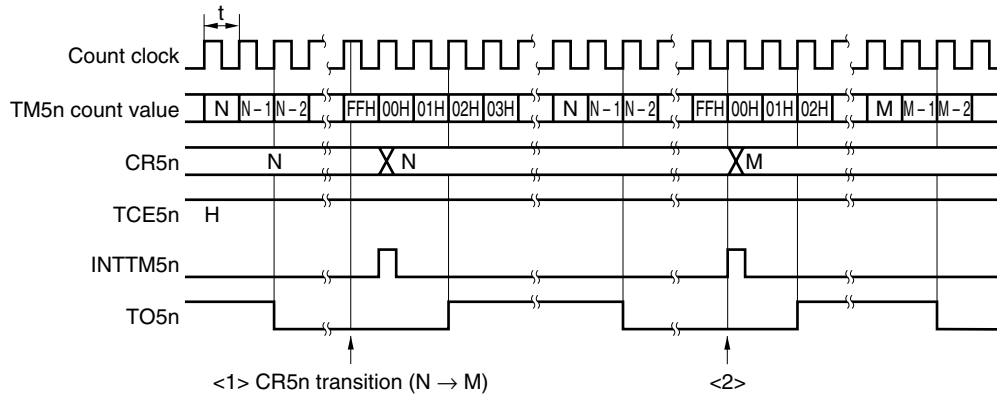 t
Count clock
TM5n count value N N−1 N−2 FFH 00H 01H 02H 03H N N−1 N−2 FFH 00H 01H 02H M M−1 M−2
CR5n N N M
TCE5n H
INTTM5n
TO5n
<1> CR5n transition (N → M) <2>